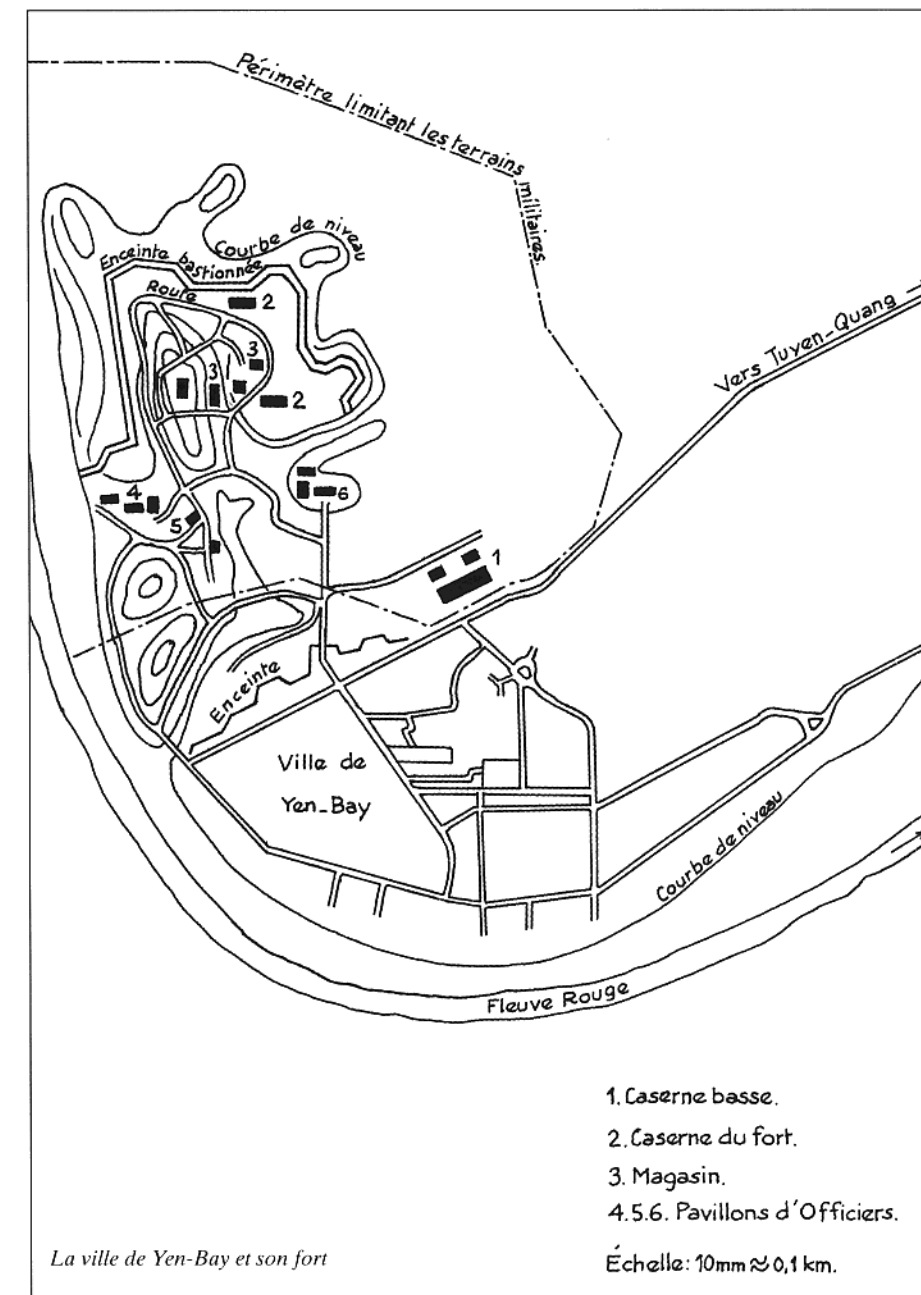 Périmètre limitant les terrains militaires.
Courbe de niveau
Enceinte bastionnée
Route
2
3
3
2
Vers Tuyen-Quang
4
6
5
1
Enceinte
Ville de
Yen-Bay
Courbe de niveau
Fleuve Rouge
1. Caserne basse.
2. Caserne du fort.
3. Magasin.
4.5.6. Pavillons d'Officiers.
La ville de Yen-Bay et son fort
Échelle: 10mm ≈ 0,1 km.